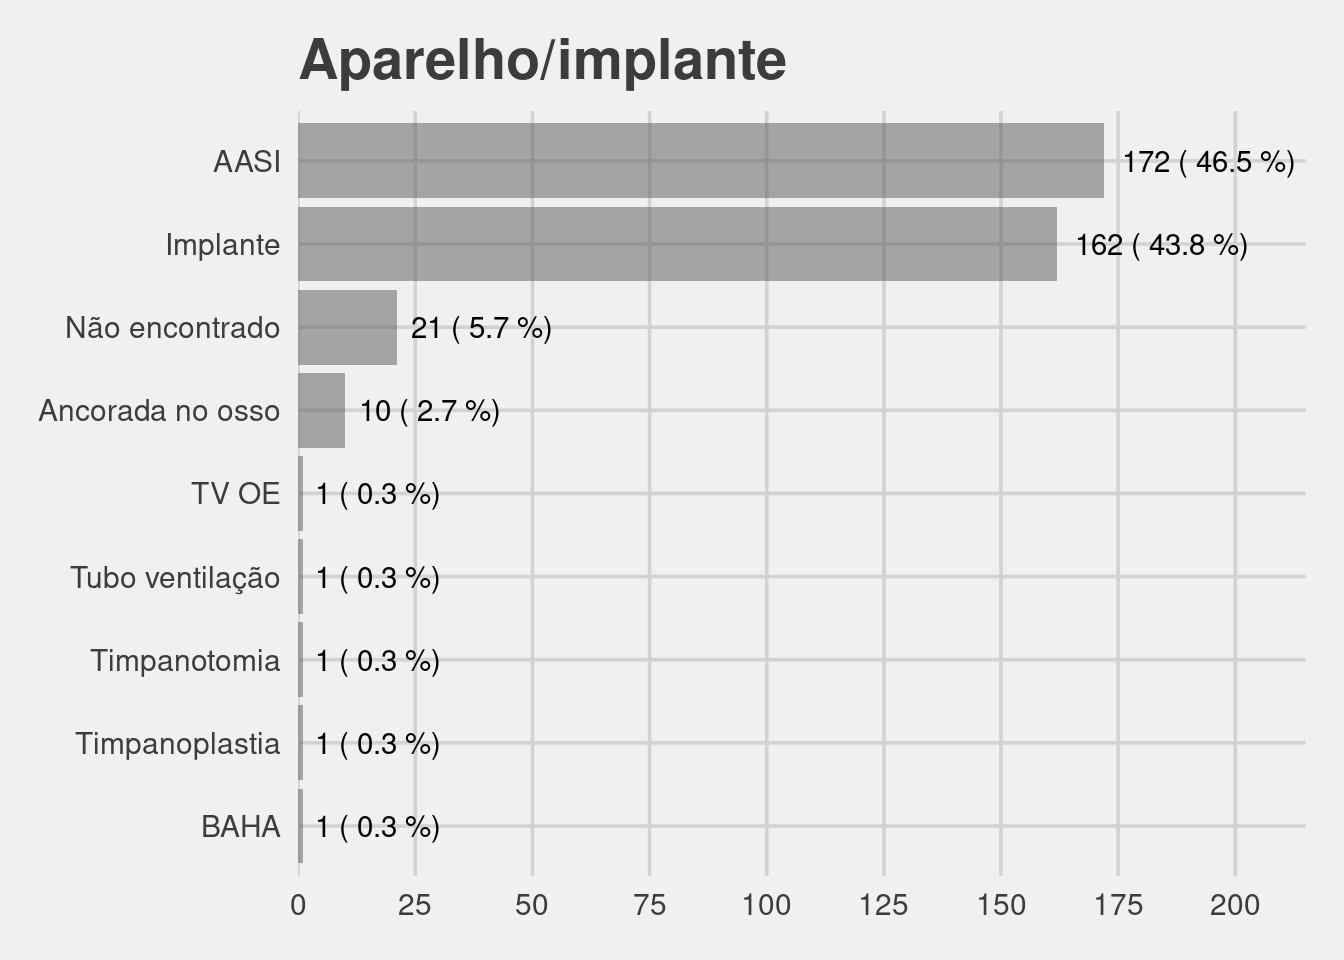 Aparelho/implante
AASI 172 ( 46.5 %)
Implante 162 ( 43.8 %)
Não encontrado 21 ( 5.7 %)
Ancorada no osso 10 ( 2.7 %)
TV OE 1 ( 0.3 %)
Tubo ventilação 1 ( 0.3 %)
Timpanotomia 1 ( 0.3 %)
Timpanoplastia 1 ( 0.3 %)
BAHA 1 ( 0.3 %)
0 25 50 75 100 125 150 175 200